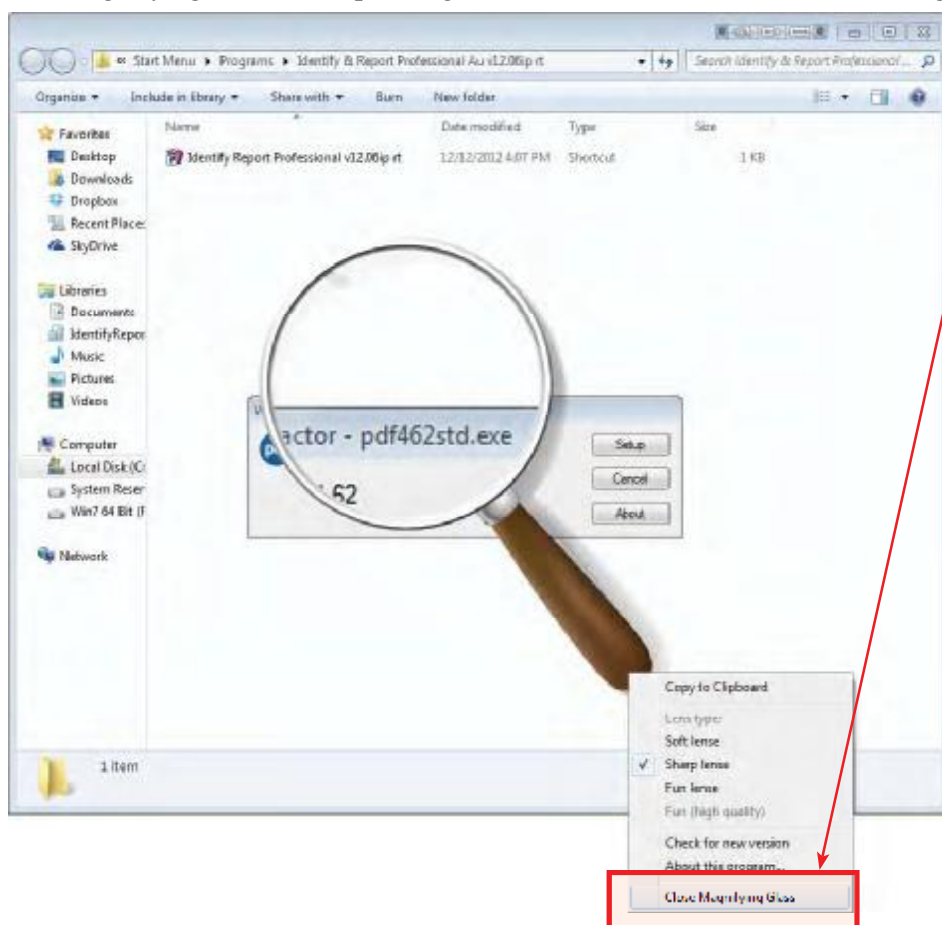 Start Menu ▸ Programs ▸ Identify & Report Professional Au v12.06ip rt
Search Identify & Report Professional ...
Organize
Include in library
Share with
Burn
New folder
Name
Date modified
Type
Size
Identify Report Professional v12.06ip rt
12/12/2012 4:07 PM
Shortcut
1 KB
Favorites
Desktop
Downloads
Dropbox
Recent Places
SkyDrive
Libraries
Documents
IdentifyRepor
Music
Pictures
Videos
Computer
Local Disk (C:
System Reser
Win7 64 Bit (F
Network
actor - pdf462std.exe
62
Setup
Cancel
About
1 item
Copy to Clipboard
Lens type:
Soft lense
Sharp lense
Fun lense
Fun (high quality)
Check for new version
About this program...
Close Magnifying Glass